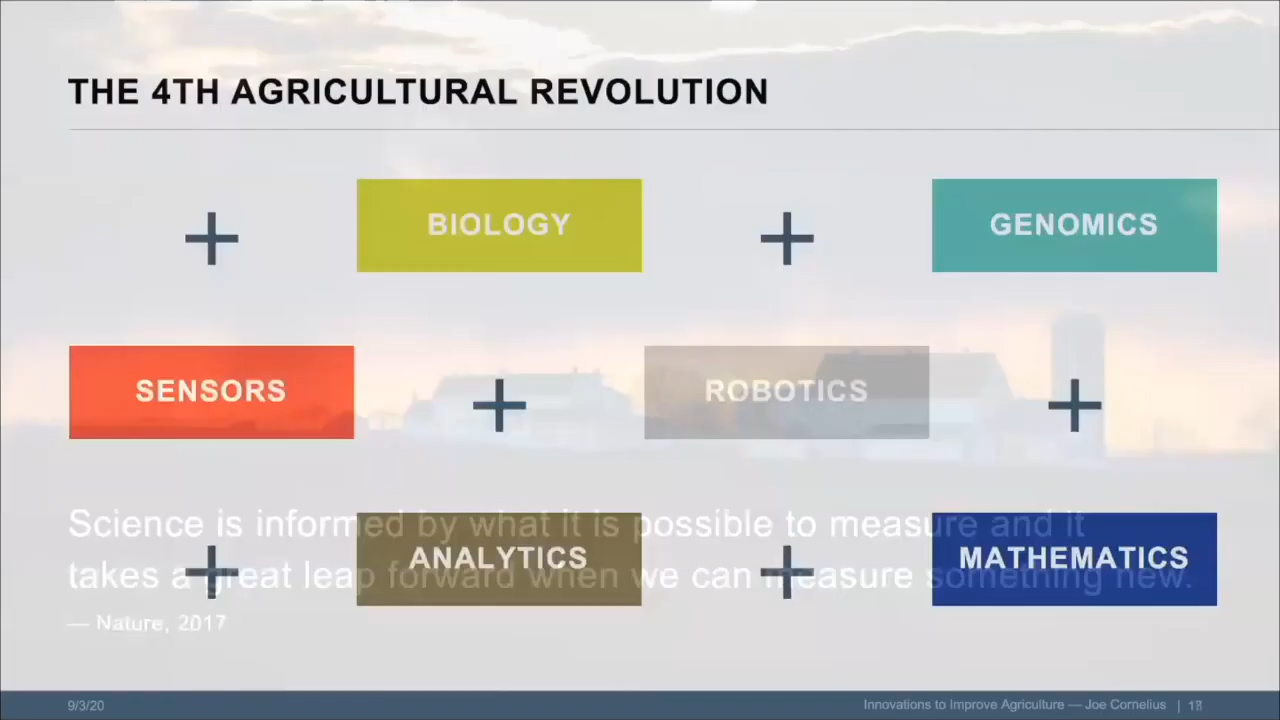 THE 4TH AGRICULTURAL REVOLUTION
+ BIOLOGY + GENOMICS
SENSORS + ROBOTICS +
+ ANALYTICS + MATHEMATICS
Science is informed by what it is possible to measure and it
takes a great leap forward when we can measure something new.
— Nature, 2017
9/3/20
Innovations to Improve Agriculture — Joe Cornelius |